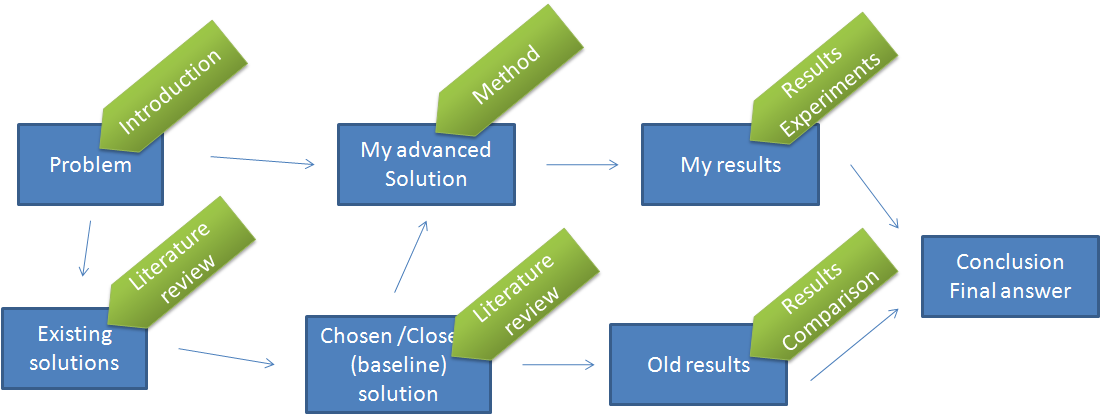 Introduction
Problem
Method
My advanced
Solution
Results
Experiments
My results
Literature
review
Existing
solutions
Literature
review
Chosen /Close
(baseline)
solution
Results
Comparison
Old results
Conclusion
Final answer